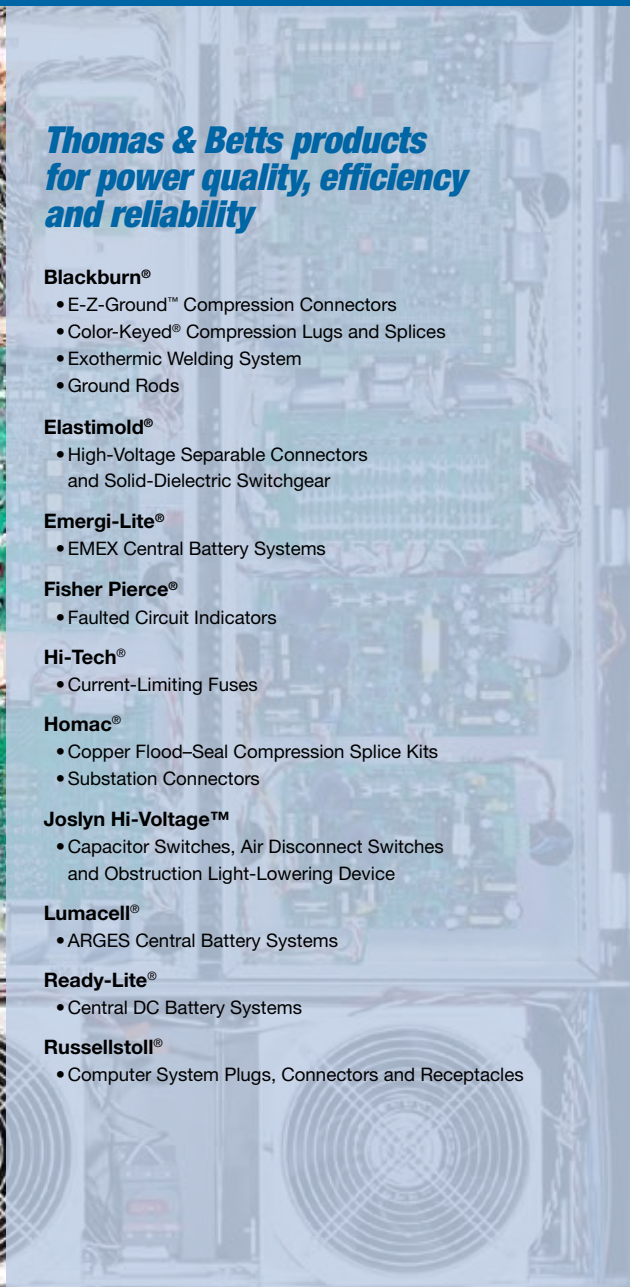 Thomas & Betts products
for power quality, efficiency
and reliability
Blackburn®
• E-Z-Ground™ Compression Connectors
• Color-Keyed® Compression Lugs and Splices
• Exothermic Welding System
• Ground Rods
Elastimold®
• High-Voltage Separable Connectors
and Solid-Dielectric Switchgear
Emergi-Lite®
• EMEX Central Battery Systems
Fisher Pierce®
• Faulted Circuit Indicators
Hi-Tech®
• Current-Limiting Fuses
Homac®
• Copper Flood–Seal Compression Splice Kits
• Substation Connectors
Joslyn Hi-Voltage™
• Capacitor Switches, Air Disconnect Switches
and Obstruction Light-Lowering Device
Lumacell®
• ARGES Central Battery Systems
Ready-Lite®
• Central DC Battery Systems
Russellstoll®
• Computer System Plugs, Connectors and Receptacles